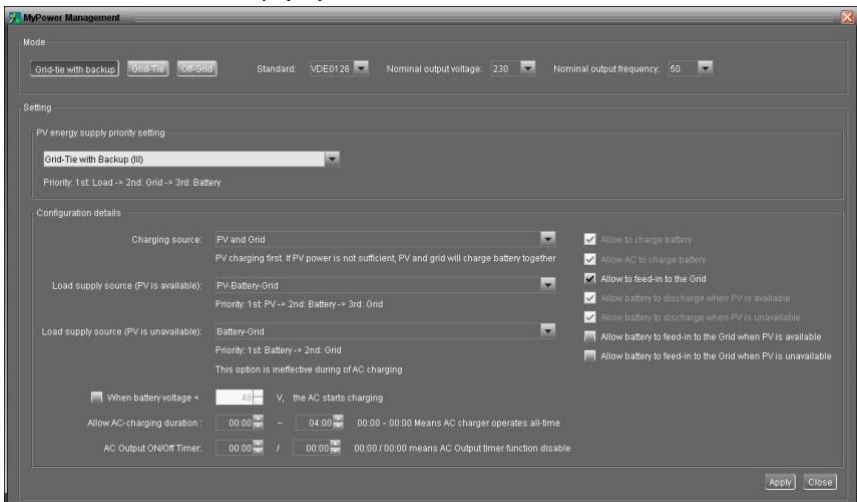 MyPower Management
Mode
Grid-tie with backup Grid-Tie Off-Grid Standard: VDE0126 Nominal output voltage: 230 Nominal output frequency: 50
Setting
PV energy supply priority setting
Grid-Tie with Backup (III)
Priority: 1st: Load -> 2nd: Grid -> 3rd: Battery
Configuration details
Charging source: PV and Grid
PV charging first. If PV power is not sufficient, PV and grid will charge battery together
Load supply source (PV is available): PV-Battery-Grid
Priority: 1st: PV -> 2nd: Battery -> 3rd: Grid
Load supply source (PV is unavailable): Battery-Grid
Priority: 1st: Battery -> 2nd: Grid
This option is ineffective during of AC charging
Allow to charge battery
Allow AC to charge battery
Allow to feed-in to the Grid
Allow battery to discharge when PV is available
Allow battery to discharge when PV is unavailable
Allow battery to feed-in to the Grid when PV is available
Allow battery to feed-in to the Grid when PV is unavailable
When battery voltage < 48 V, the AC starts charging
Allow AC-charging duration : 00:00 ~ 04:00 00:00 ~ 00:00 Means AC charger operates all-time
AC Output ON/Off Timer: 00:00 / 00:00 00:00 / 00:00 means AC Output timer function disable
Apply Close